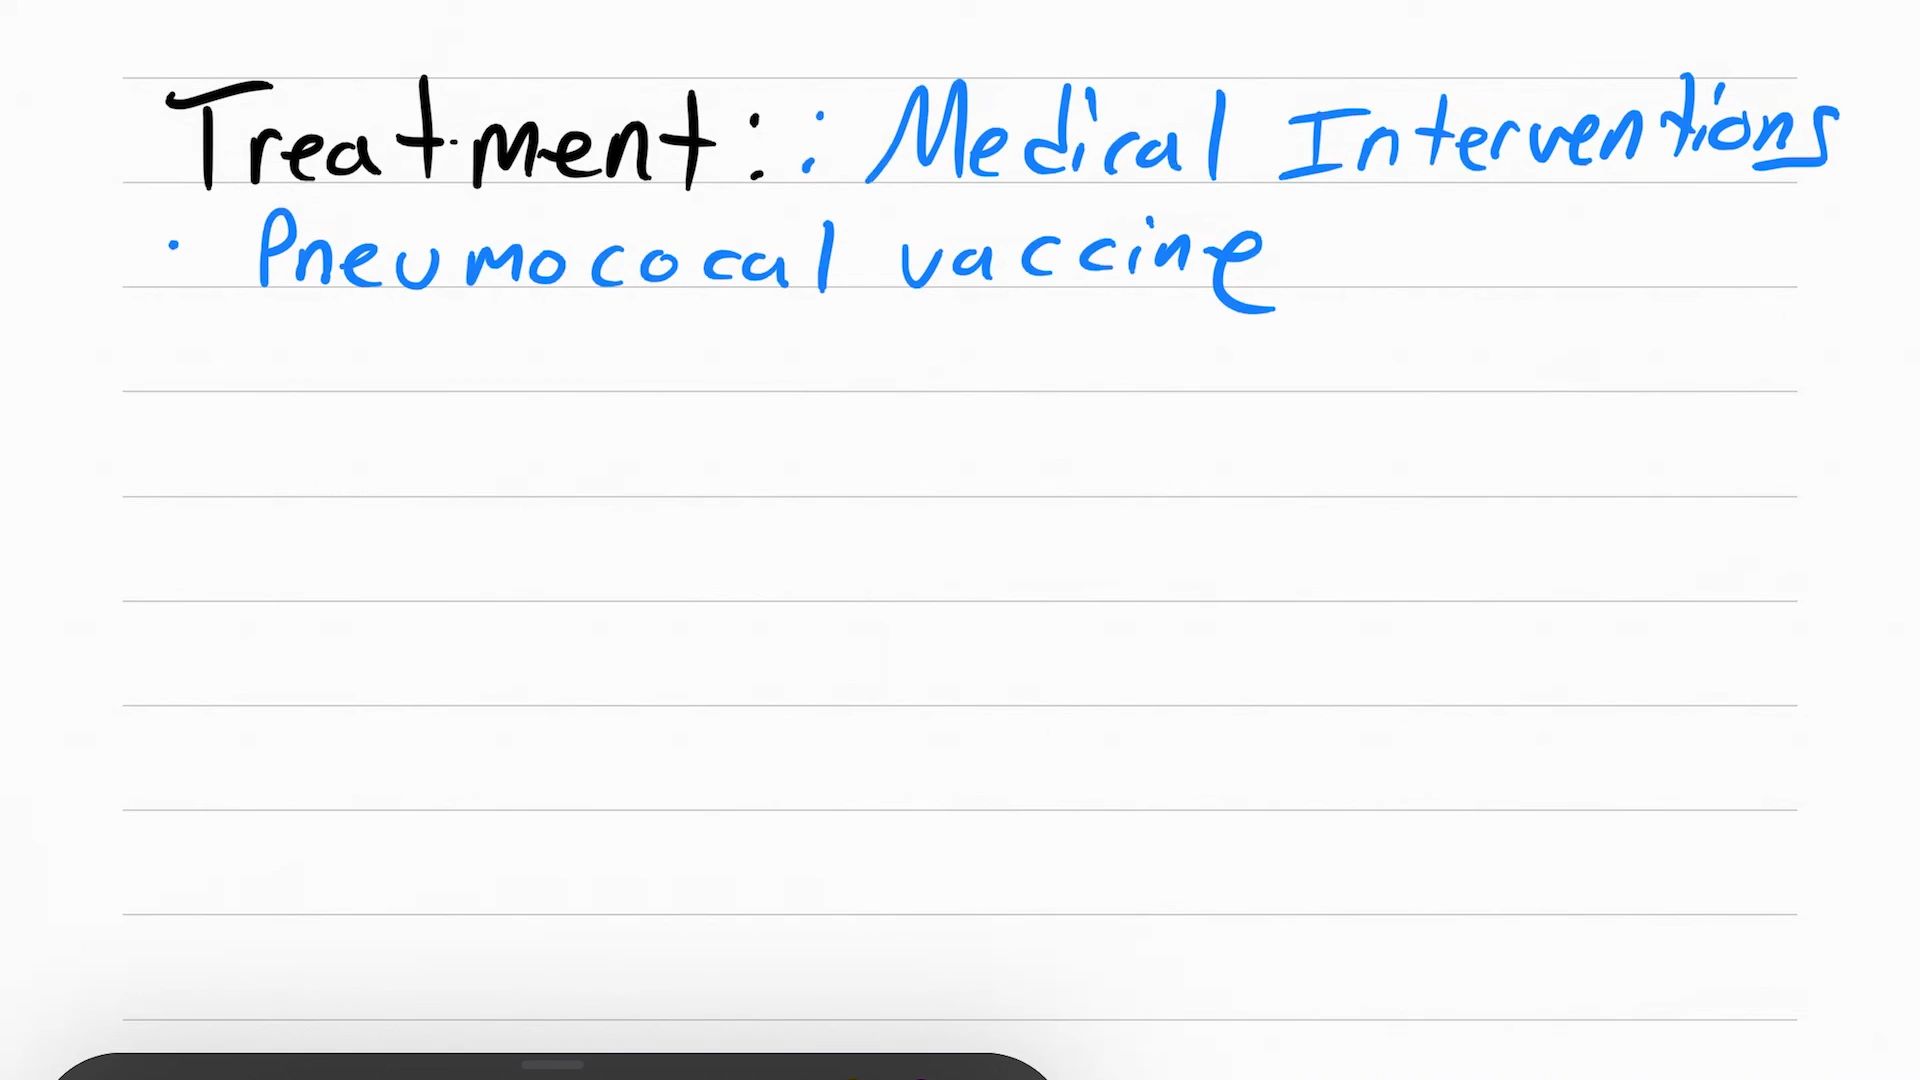 Treatment: : Medical Interventions
· Pneumococal vaccine